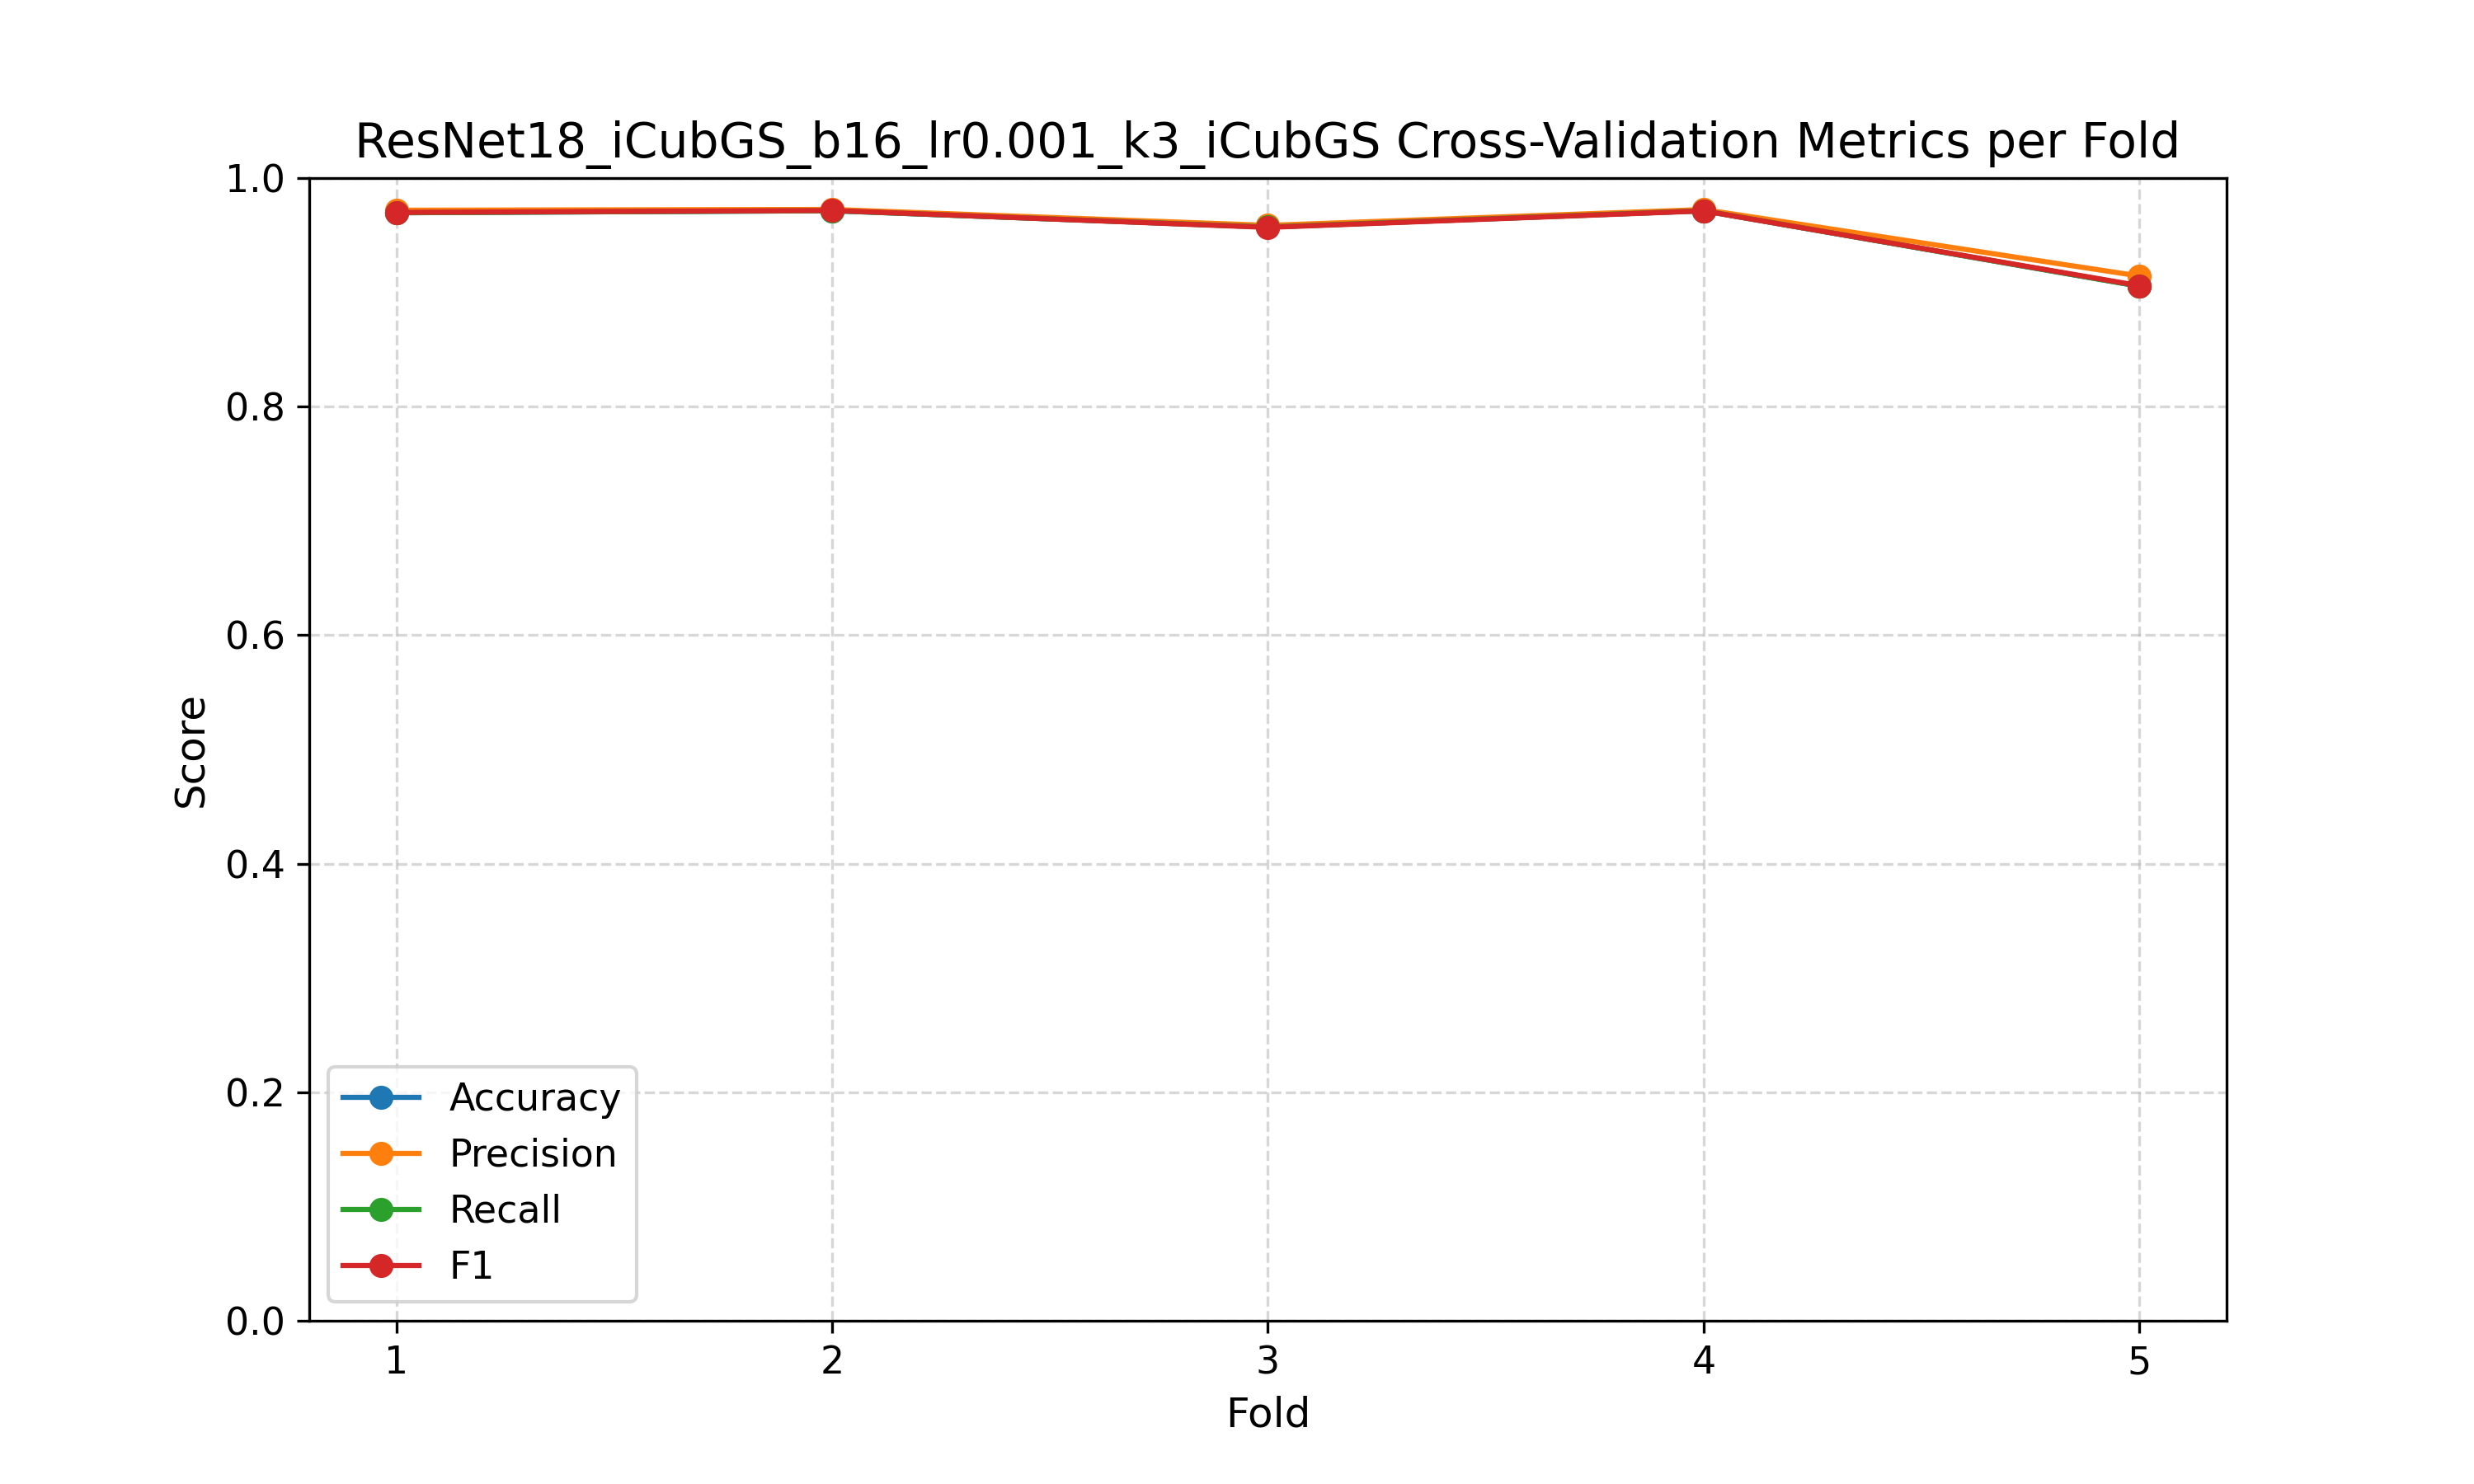 ResNet18_iCubGS_b16_lr0.001_k3_iCubGS Cross-Validation Metrics per Fold
1.0
0.8
0.6
0.4
0.2
0.0
Score
Accuracy
Precision
Recall
F1
1 2 3 4 5
Fold